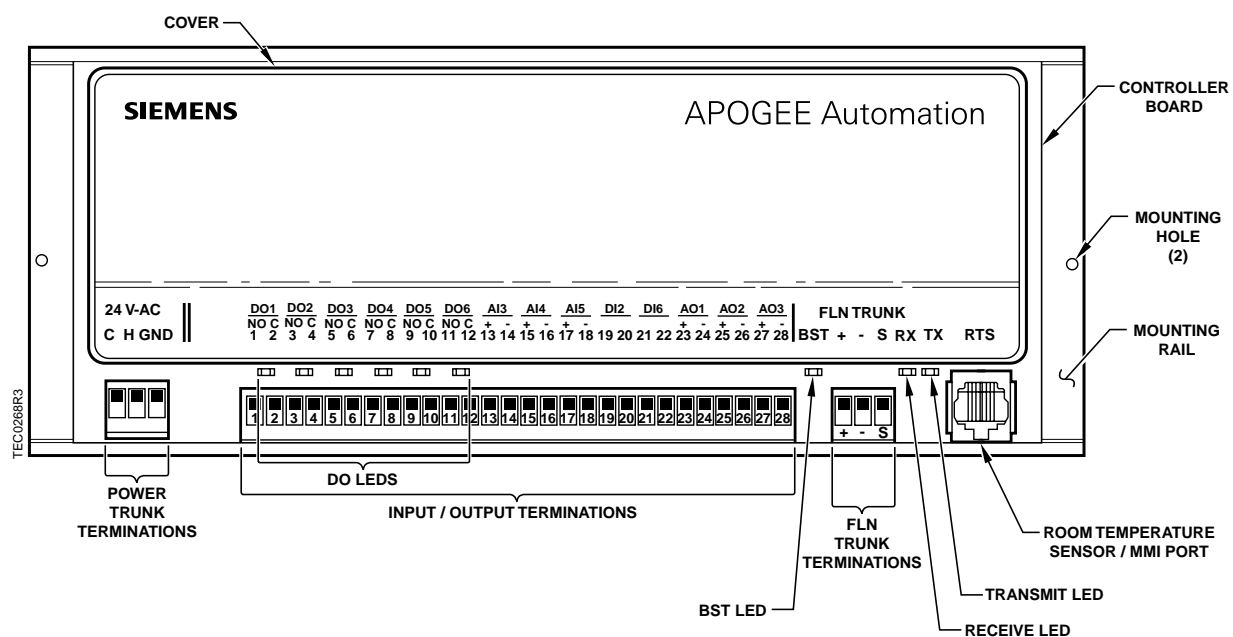 COVER
SIEMENS
APOGEE Automation
CONTROLLER
BOARD
MOUNTING
HOLE
(2)
MOUNTING
RAIL
24 V-AC
C H GND
DO1 DO2 DO3 DO4 DO5 DO6 AI3 AI4 AI5 DI2 DI6 AO1 AO2 AO3
NO C NO C NO C NO C NO C NO C + - + - + - + - + - + -
1 2 3 4 5 6 7 8 9 10 11 12 13 14 15 16 17 18 19 20 21 22 23 24 25 26 27 28
FLN TRUNK
BST + - S RX TX RTS
1 2 3 4 5 6 7 8 9 10 11 12 13 14 15 16 17 18 19 20 21 22 23 24 25 26 27 28
+ - S
TEC0268R3
POWER
TRUNK
TERMINATIONS
DO LEDS
INPUT / OUTPUT TERMINATIONS
FLN
TRUNK
TERMINATIONS
ROOM TEMPERATURE
SENSOR / MMI PORT
BST LED
TRANSMIT LED
RECEIVE LED